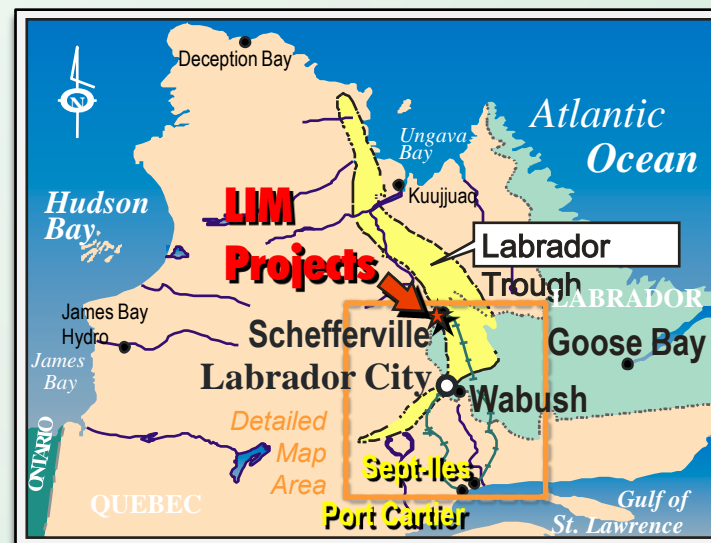 Deception Bay
N
Atlantic
Ocean
Ungava
Bay
Kuujjuaq
Hudson
Bay
LIM
Projects
Labrador
Trough
LABRADOR
James Bay
Hydro
Schefferville
Goose Bay
James
Bay
Labrador City
Wabush
Detailed
Map
Area
ONTARIO
Sept-Iles
QUEBEC
Port Cartier
Gulf of
St. Lawrence